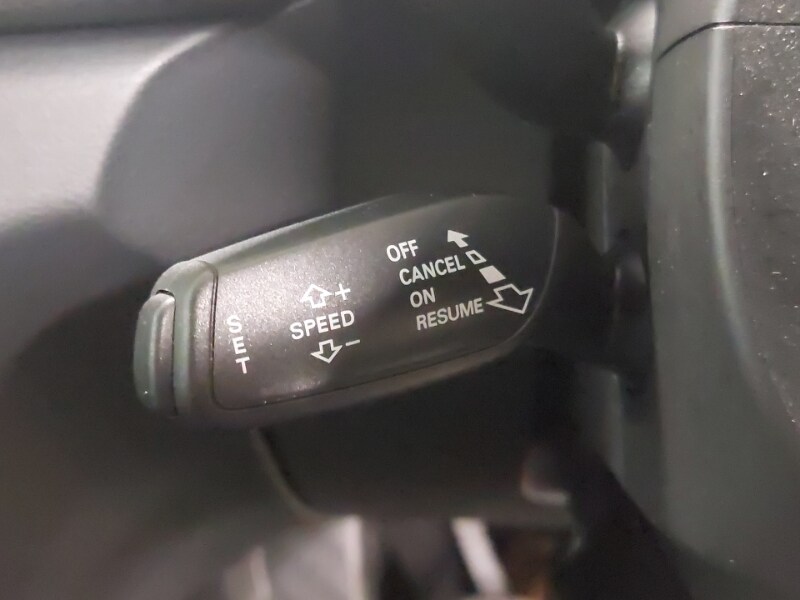 OFF
CANCEL
ON
RESUME
+
SPEED
−
SET